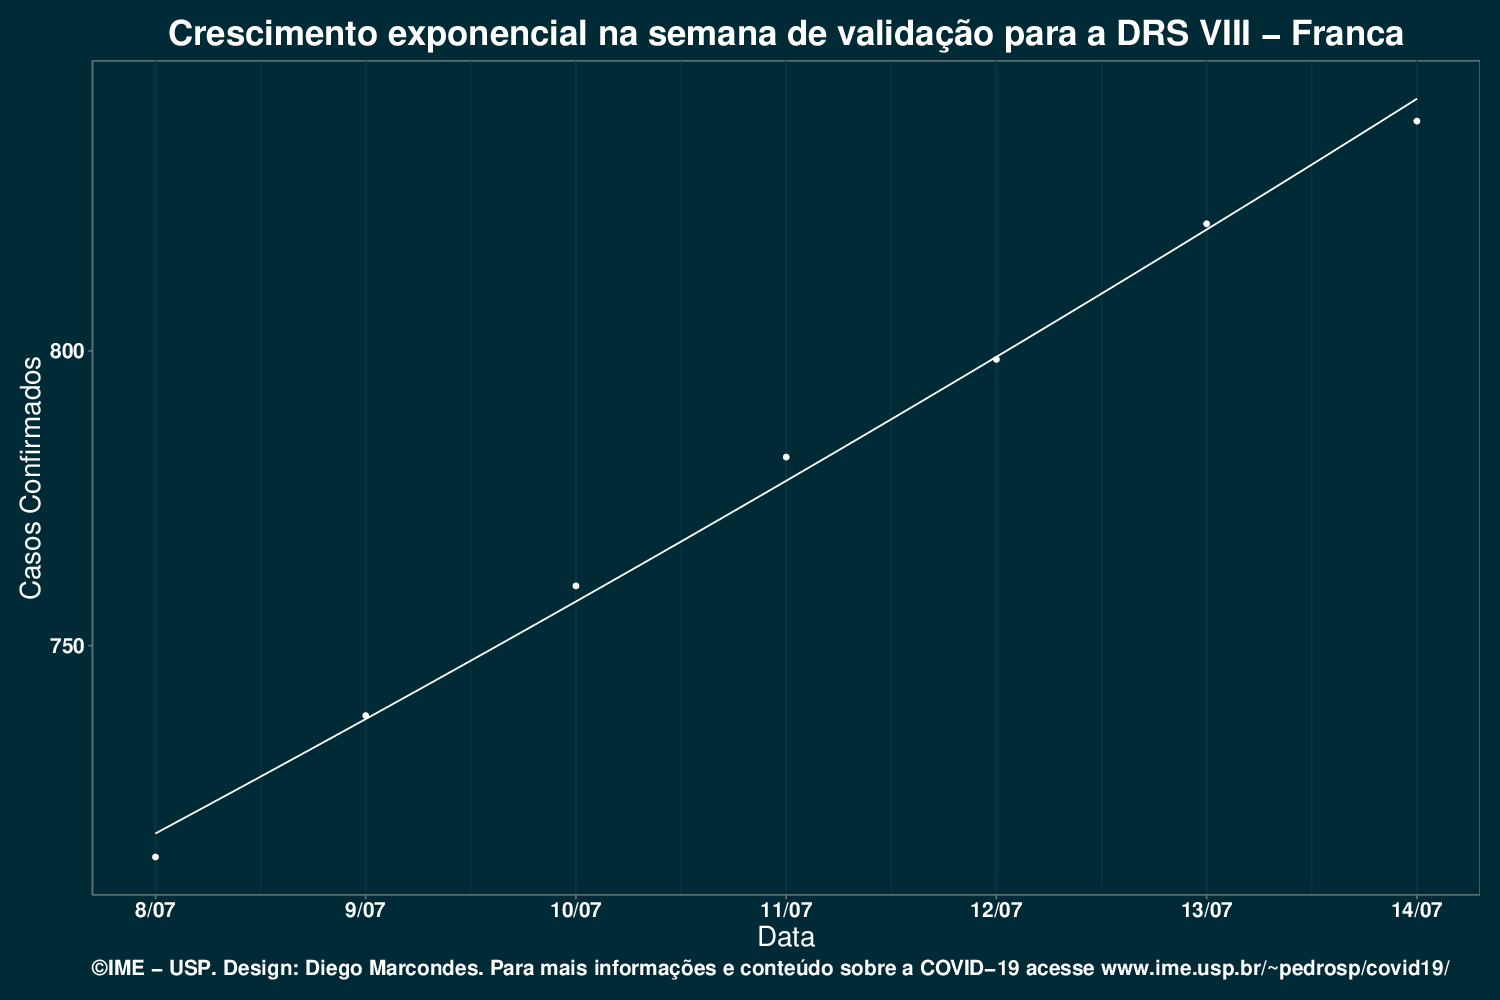 Crescimento exponencial na semana de validação para a DRS VIII – Franca
Casos Confirmados
800
750
8/07 9/07 10/07 11/07 12/07 13/07 14/07
Data
©IME – USP. Design: Diego Marcondes. Para mais informações e conteúdo sobre a COVID–19 acesse www.ime.usp.br/~pedrosp/covid19/